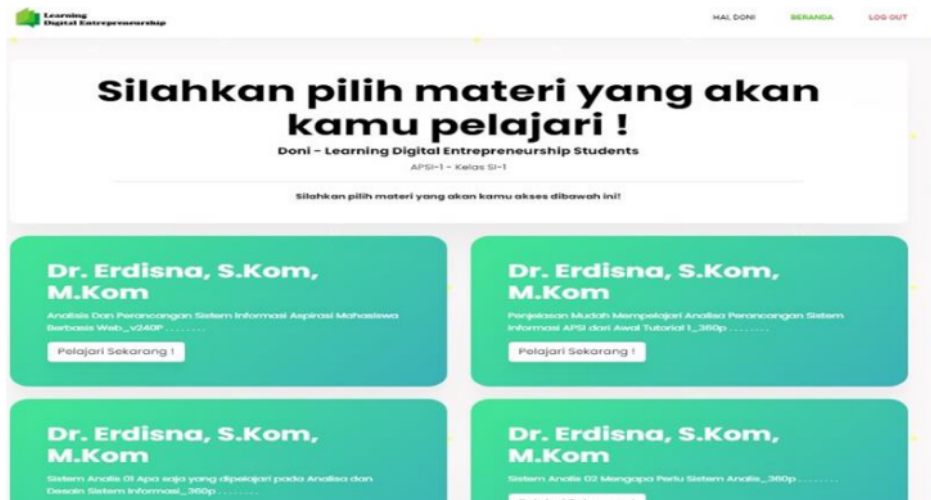 Learning
Digital Entrepreneurship
HAI, DONI
BERANDA
LOG OUT
Silahkan pilih materi yang akan
kamu pelajari !
Doni - Learning Digital Entrepreneurship Students
APSI-1 - Kelas SI-1
Silahkan pilih materi yang akan kamu akses dibawah ini!
Dr. Erdisna, S.Kom,
M.Kom
Analisis Dan Perancangan Sistem Informasi Aspirasi Mahasiswa
Berbasis Web_v240P . . . . . . . .
Pelajari Sekarang !
Dr. Erdisna, S.Kom,
M.Kom
Penjelasan Mudah Mempelajari Analisa Perancangan Sistem
Informasi APSI dari Awal Tutorial 1_360p . . . . . . . .
Pelajari Sekarang !
Dr. Erdisna, S.Kom,
M.Kom
Sistem Analis 01 Apa saja yang dipelajari pada Analisa dan
Desain Sistem Informasi_360p . . . . . . . .
Dr. Erdisna, S.Kom,
M.Kom
Sistem Analis 02 Mengapa Perlu Sistem Analis_360p . . . . . . . .